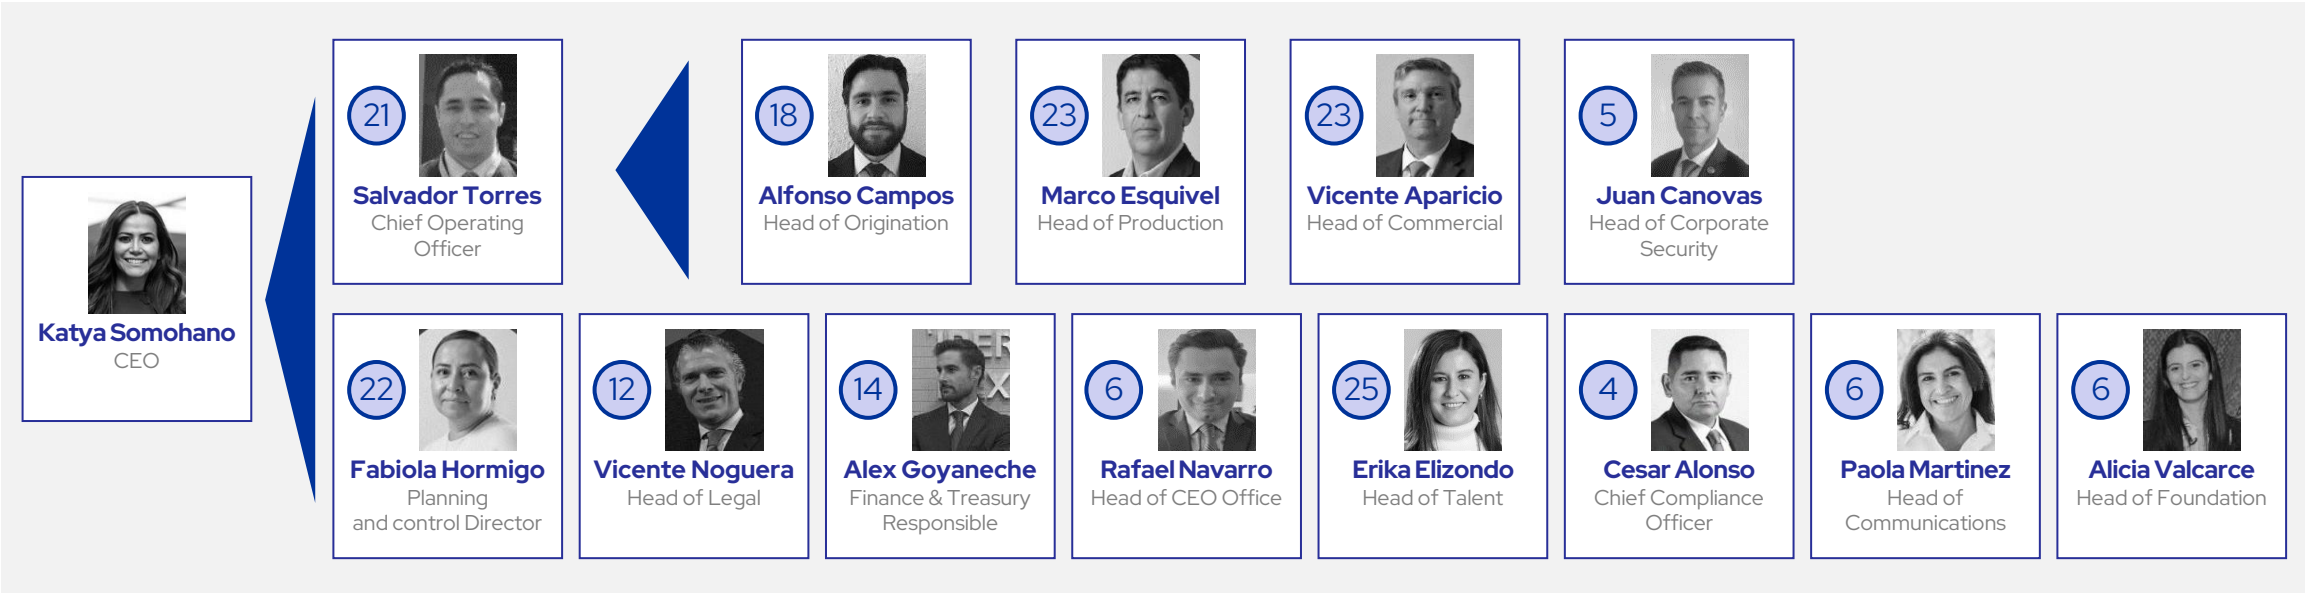 21
Salvador Torres
Chief Operating
Officer
18
Alfonso Campos
Head of Origination
23
Marco Esquivel
Head of Production
23
Vicente Aparicio
Head of Commercial
5
Juan Canovas
Head of Corporate
Security
Katya Somohano
CEO
22
Fabiola Hormigo
Planning
and control Director
12
Vicente Noguera
Head of Legal
14
Alex Goyaneche
Finance & Treasury
Responsible
6
Rafael Navarro
Head of CEO Office
25
Erika Elizondo
Head of Talent
4
Cesar Alonso
Chief Compliance
Officer
6
Paola Martinez
Head of
Communications
6
Alicia Valcarce
Head of Foundation